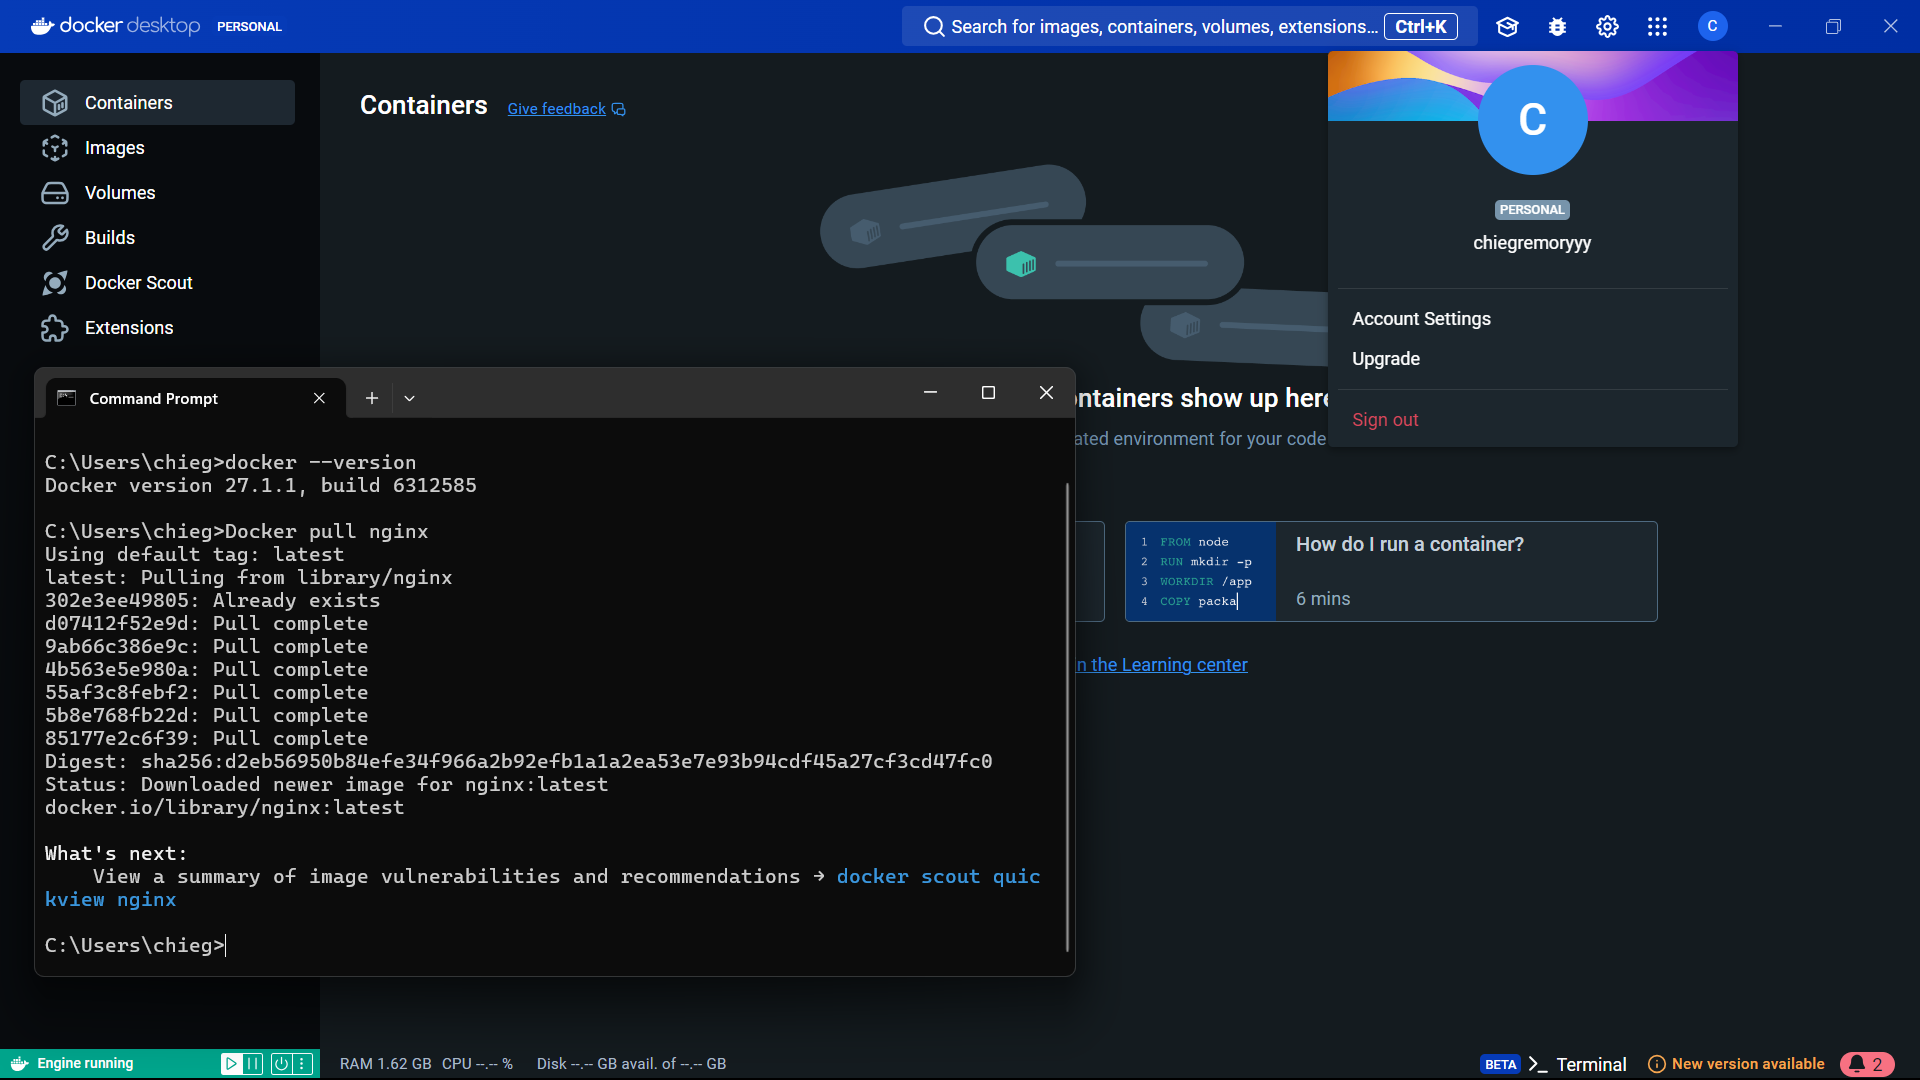 docker desktop PERSONAL
Search for images, containers, volumes, extensions... Ctrl+K
C
Containers
Images
Volumes
Builds
Docker Scout
Extensions
Containers Give feedback
C
PERSONAL
chiegremoryyy
Account Settings
Upgrade
Sign out
ntainers show up here
ated environment for your code
1 FROM node
2 RUN mkdir -p
3 WORKDIR /app
4 COPY packa
How do I run a container?
6 mins
n the Learning center
Command Prompt
C:\Users\chieg>docker --version
Docker version 27.1.1, build 6312585
C:\Users\chieg>Docker pull nginx
Using default tag: latest
latest: Pulling from library/nginx
302e3ee49805: Already exists
d07412f52e9d: Pull complete
9ab66c386e9c: Pull complete
4b563e5e980a: Pull complete
55af3c8febf2: Pull complete
5b8e768fb22d: Pull complete
85177e2c6f39: Pull complete
Digest: sha256:d2eb56950b84efe34f966a2b92efb1a1a2ea53e7e93b94cdf45a27cf3cd47fc0
Status: Downloaded newer image for nginx:latest
docker.io/library/nginx:latest
What's next:
View a summary of image vulnerabilities and recommendations → docker scout quic
kview nginx
C:\Users\chieg>
Engine running
RAM 1.62 GB CPU --.-- % Disk --.-- GB avail. of --.-- GB
BETA >_ Terminal
New version available
2